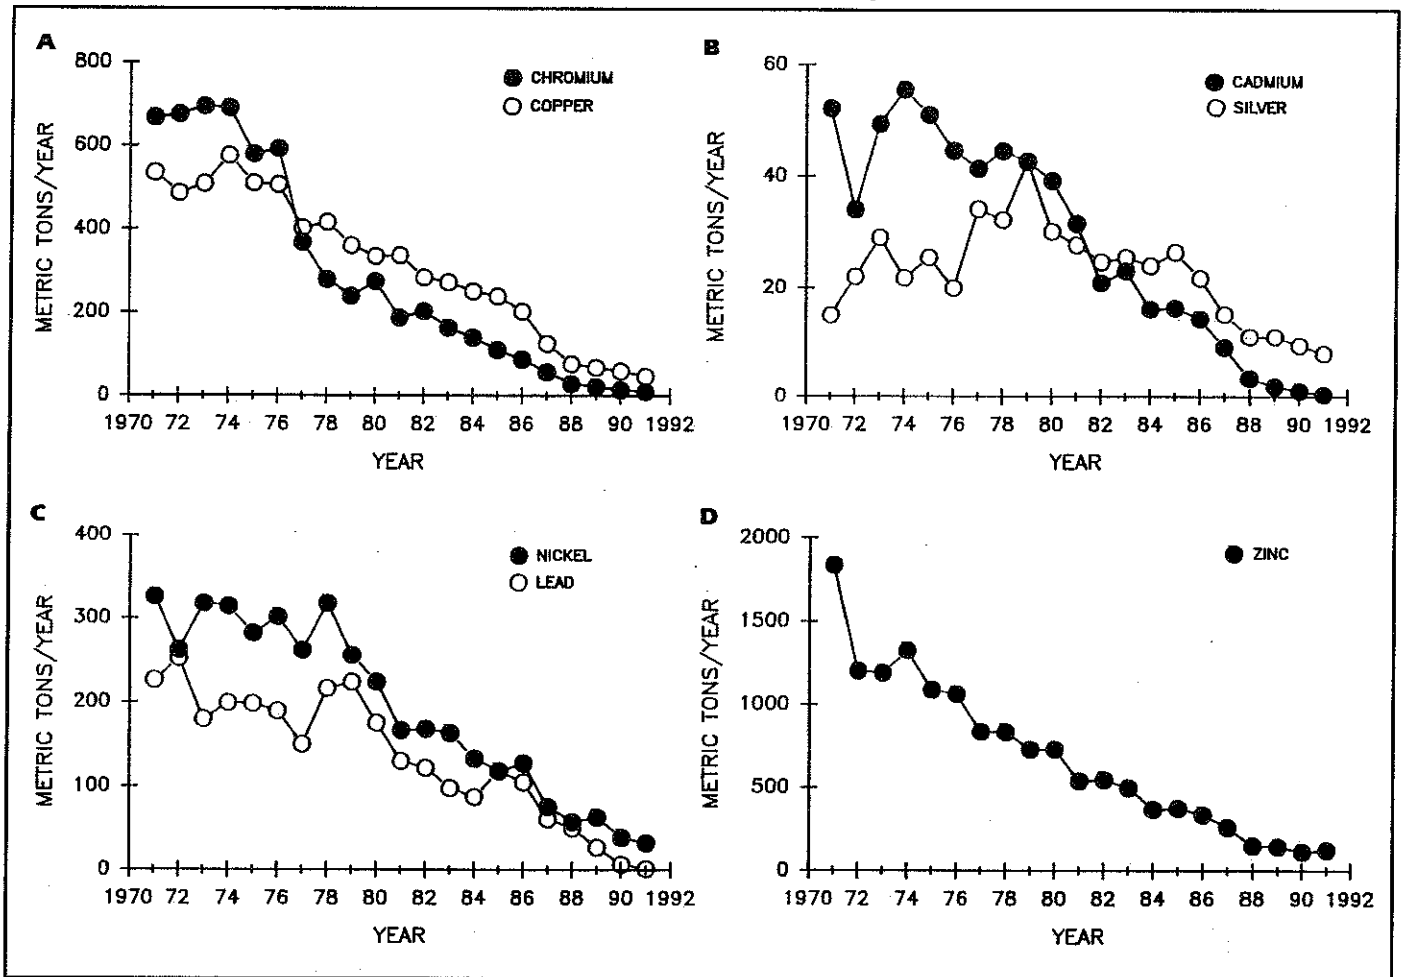 A
CHROMIUM
COPPER
METRIC TONS/YEAR
800
600
400
200
0
1970 72 74 76 78 80 82 84 86 88 90 1992
YEAR
B
CADMIUM
SILVER
METRIC TONS/YEAR
60
40
20
0
1970 72 74 76 78 80 82 84 86 88 90 1992
YEAR
C
NICKEL
LEAD
METRIC TONS/YEAR
400
300
200
100
0
1970 72 74 76 78 80 82 84 86 88 90 1992
YEAR
D
ZINC
METRIC TONS/YEAR
2000
1500
1000
500
0
1970 72 74 76 78 80 82 84 86 88 90 1992
YEAR